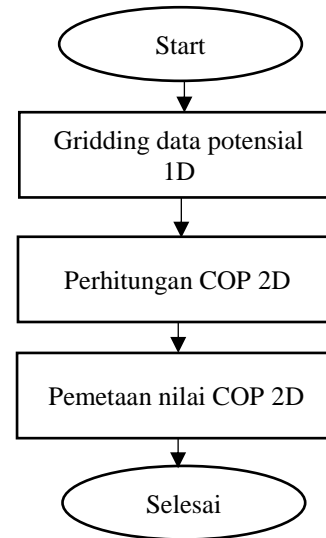 Start
Gridding data potensial
1D
Perhitungan COP 2D
Pemetaan nilai COP 2D
Selesai